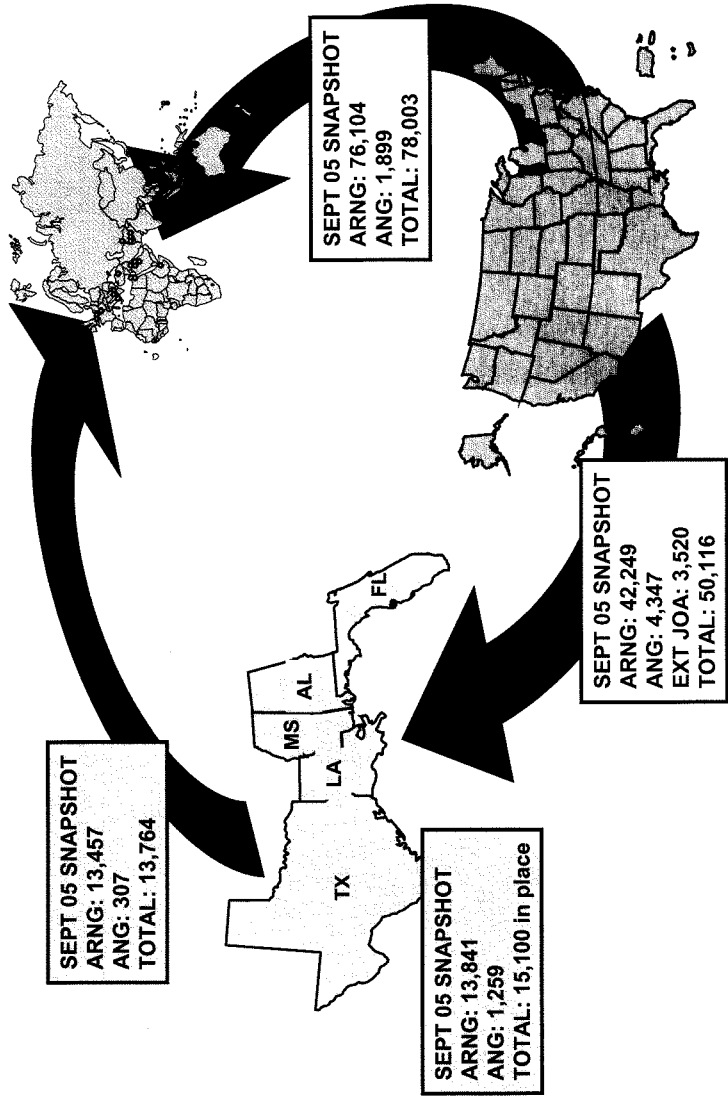 SEPT 05 SNAPSHOT
ARNG: 13,457
ANG: 307
TOTAL: 13,764
SEPT 05 SNAPSHOT
ARNG: 76,104
ANG: 1,899
TOTAL: 78,003
TX
LA
MS
AL
FL
SEPT 05 SNAPSHOT
ARNG: 13,841
ANG: 1,259
TOTAL: 15,100 in place
SEPT 05 SNAPSHOT
ARNG: 42,249
ANG: 4,347
EXT JOA: 3,520
TOTAL: 50,116